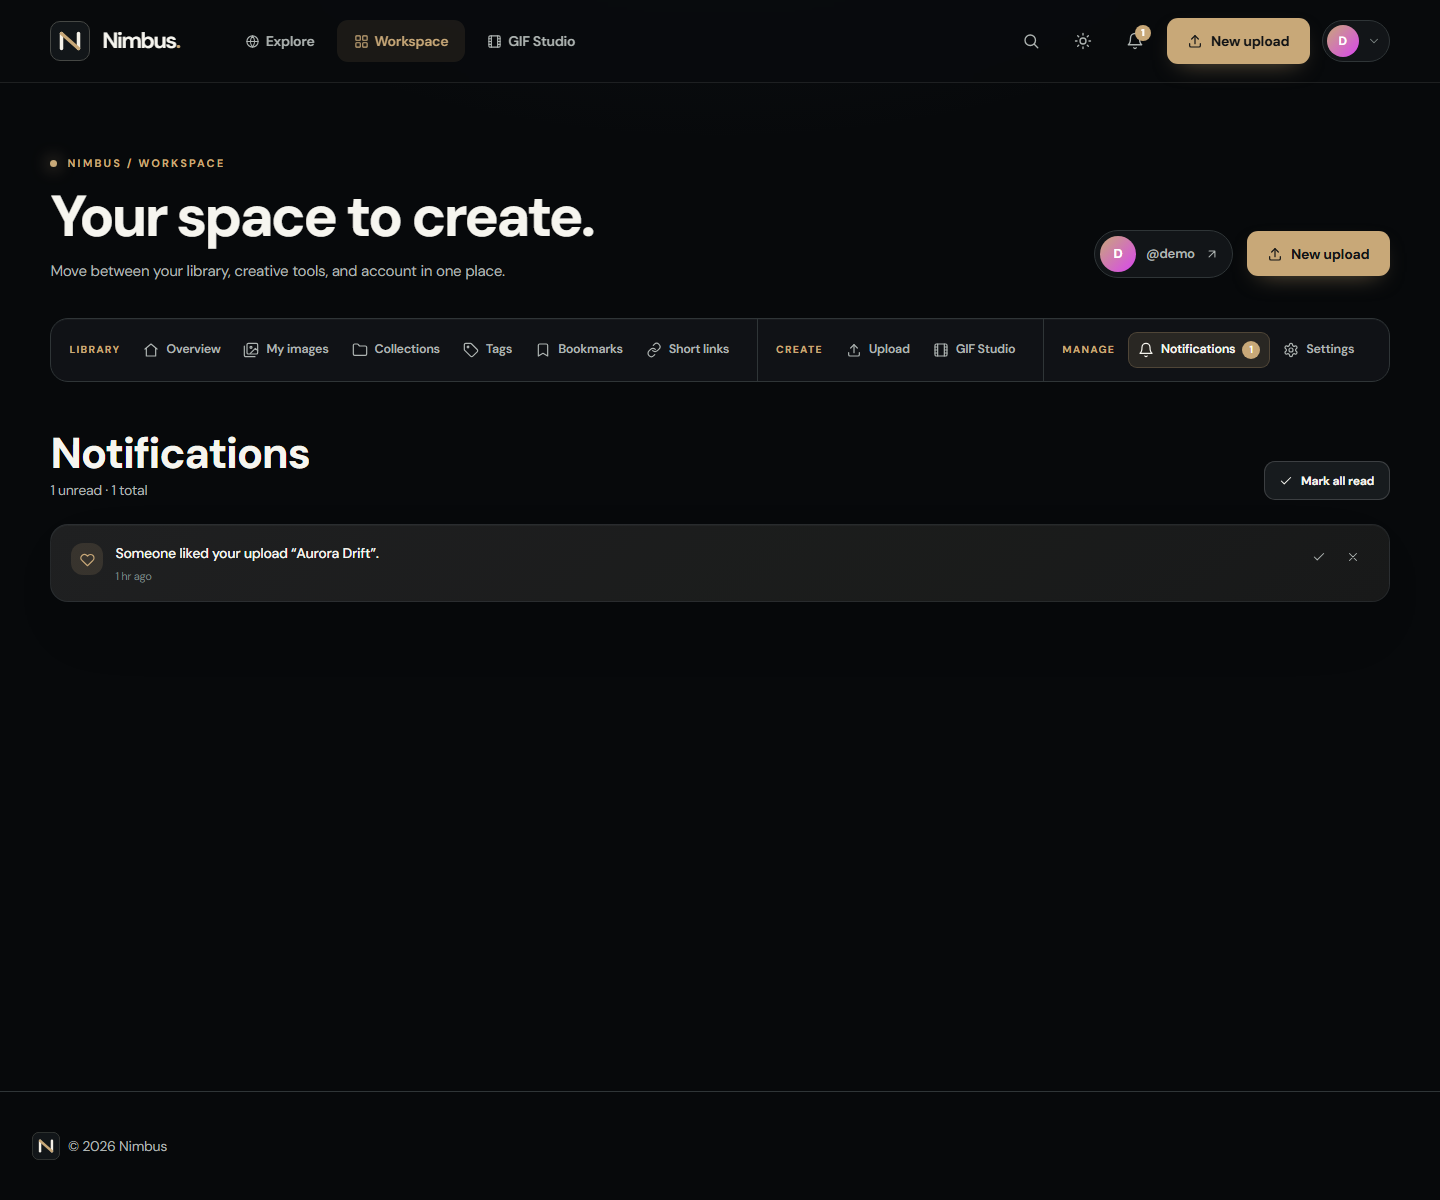 Nimbus.
Explore
Workspace
GIF Studio
1
New upload
D
NIMBUS / WORKSPACE
Your space to create.
Move between your library, creative tools, and account in one place.
D
@demo
New upload
LIBRARY
Overview
My images
Collections
Tags
Bookmarks
Short links
CREATE
Upload
GIF Studio
MANAGE
Notifications 1
Settings
Notifications
1 unread · 1 total
Mark all read
Someone liked your upload “Aurora Drift”.
1 hr ago
N
© 2026 Nimbus